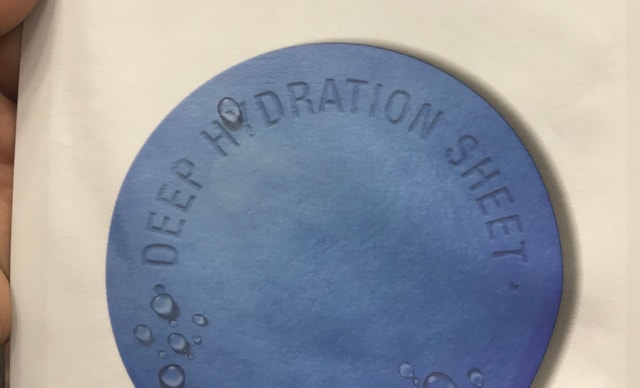 • DEEP HYDRATION SHEET •